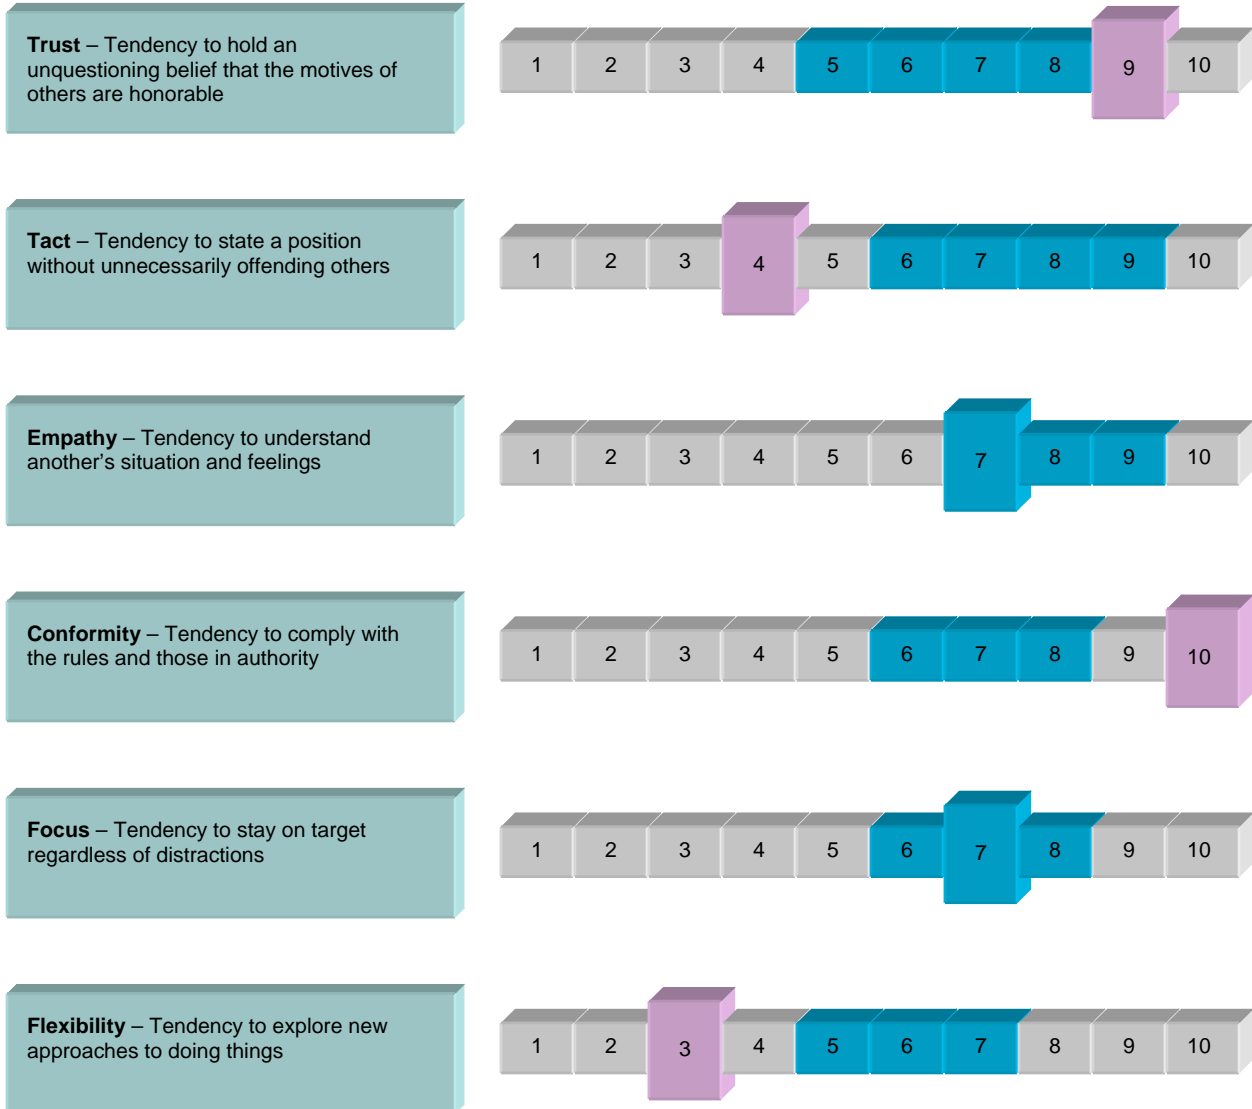 Trust – Tendency to hold an
unquestioning belief that the motives of
others are honorable
1 2 3 4 5 6 7 8 9 10
Tact – Tendency to state a position
without unnecessarily offending others
1 2 3 4 5 6 7 8 9 10
Empathy – Tendency to understand
another’s situation and feelings
1 2 3 4 5 6 7 8 9 10
Conformity – Tendency to comply with
the rules and those in authority
1 2 3 4 5 6 7 8 9 10
Focus – Tendency to stay on target
regardless of distractions
1 2 3 4 5 6 7 8 9 10
Flexibility – Tendency to explore new
approaches to doing things
1 2 3 4 5 6 7 8 9 10